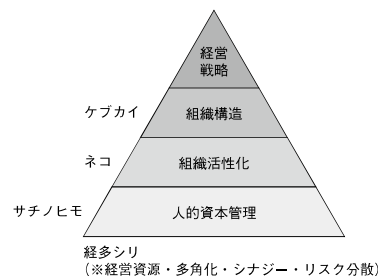 経営
戦略
ケブカイ
組織構造
ネコ
組織活性化
サチノヒモ
人的資本管理
経多シリ
(※経営資源・多角化・シナジー・リスク分散)